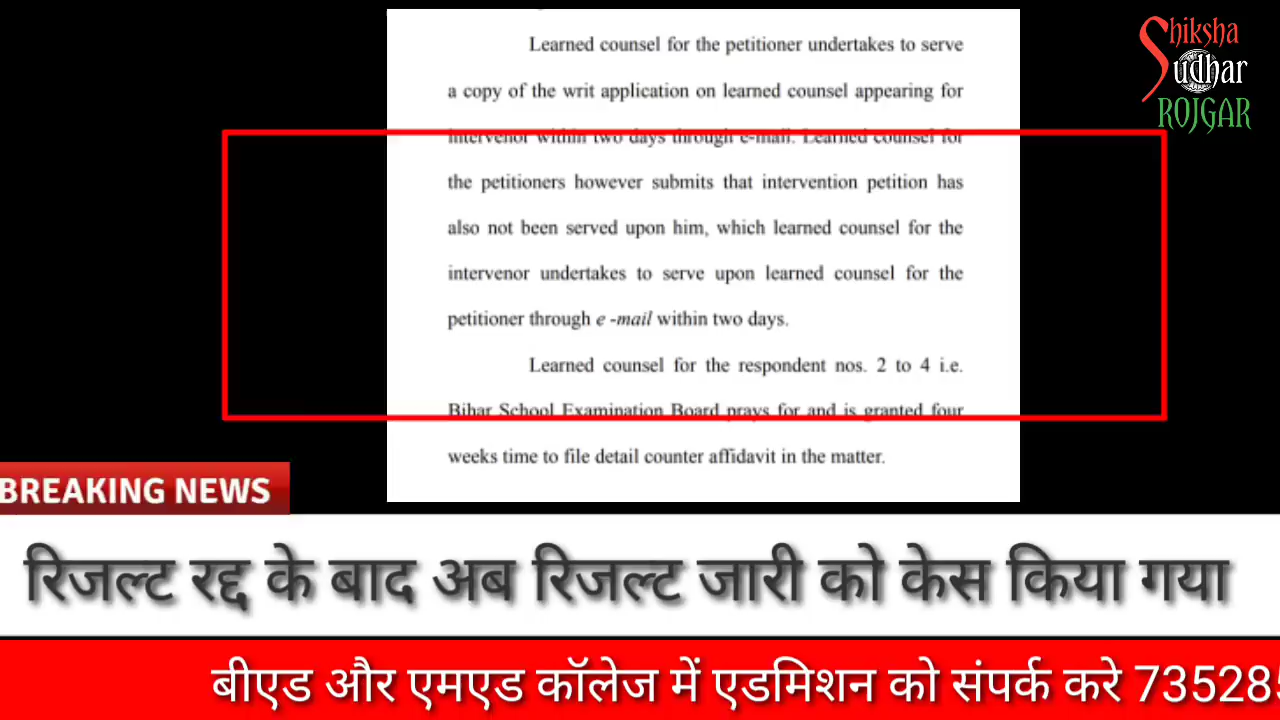 Learned counsel for the petitioner undertakes to serve
a copy of the writ application on learned counsel appearing for
intervenor within two days through e-mail. Learned counsel for
the petitioners however submits that intervention petition has
also not been served upon him, which learned counsel for the
intervenor undertakes to serve upon learned counsel for the
petitioner through e -mail within two days.
Learned counsel for the respondent nos. 2 to 4 i.e.
Bihar School Examination Board prays for and is granted four
weeks time to file detail counter affidavit in the matter.
Shiksha
Sudhar
ROJGAR
BREAKING NEWS
रिजल्ट रद्द के बाद अब रिजल्ट जारी को केस किया गया
बीएड और एमएड कॉलेज में एडमिशन को संपर्क करे 73528